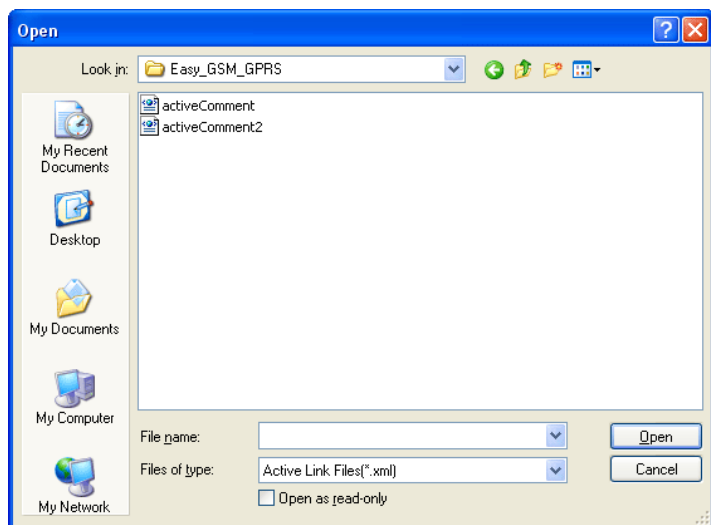 Open
Look in: Easy_GSM_GPRS
activeComment
activeComment2
My Recent
Documents
Desktop
My Documents
My Computer
My Network
File name: Open
Files of type: Active Link Files(*.xml) Cancel
Open as read-only